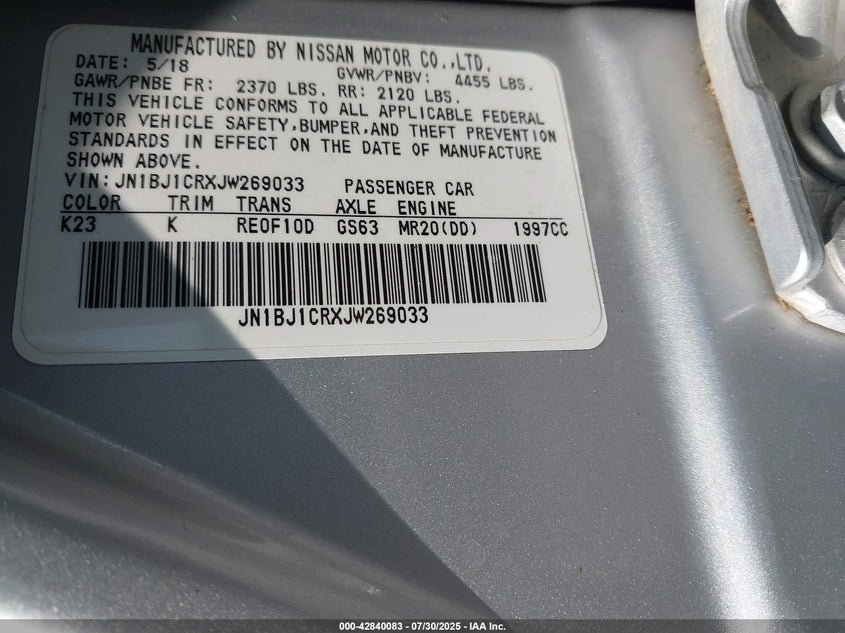 MANUFACTURED BY NISSAN MOTOR CO.,LTD.
DATE: 5/18 GVWR/PNBV: 4455 LBS.
GAWR/PNBE FR: 2370 LBS. RR: 2120 LBS.
THIS VEHICLE CONFORMS TO ALL APPLICABLE FEDERAL
MOTOR VEHICLE SAFETY,BUMPER,AND THEFT PREVENTION
STANDARDS IN EFFECT ON THE DATE OF MANUFACTURE
SHOWN ABOVE.
VIN:JN1BJ1CRXJW269033 PASSENGER CAR
COLOR TRIM TRANS AXLE ENGINE
K23 K RE0F10D GS63 MR20(DD) 1997CC
JN1BJ1CRXJW269033
000-42840083 / 07/30/2025 - IAA Inc.